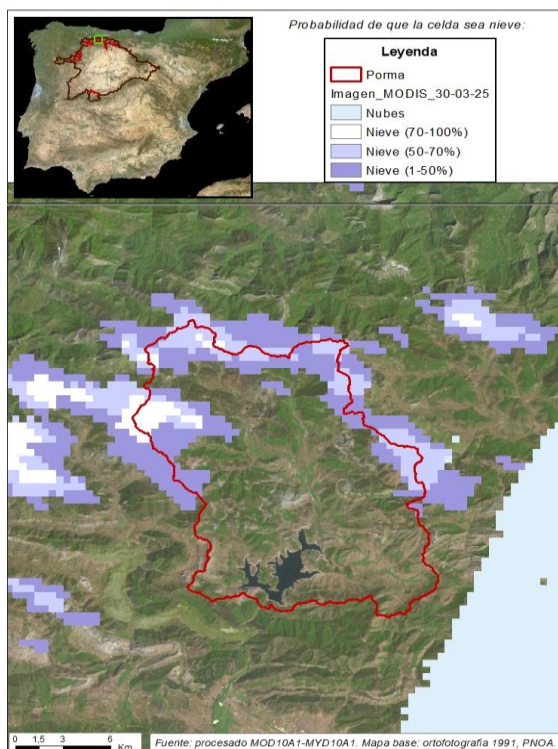 Probabilidad de que la celda sea nieve:
Leyenda
Porma
Imagen_MODIS_30-03-25
Nubes
Nieve (70-100%)
Nieve (50-70%)
Nieve (1-50%)
0 1,5 3 6
Km
Fuente: procesado MOD10A1-MYD10A1. Mapa base: ortofotografía 1991, PNOA